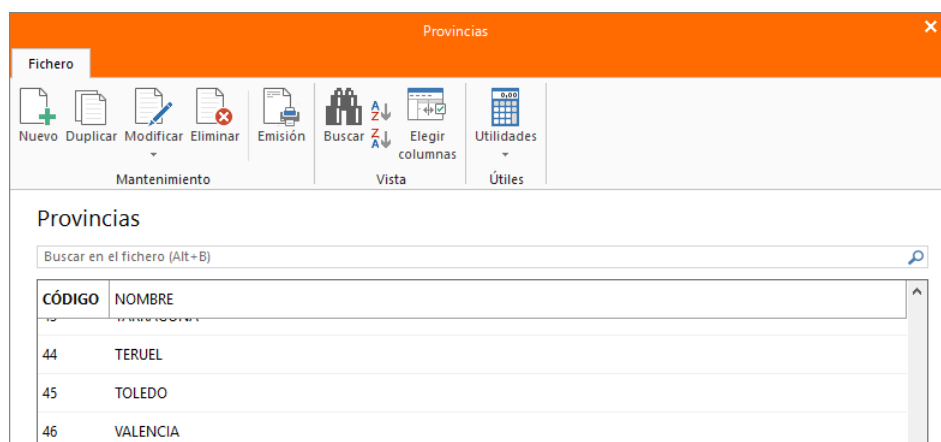 Provincias
Fichero
Nuevo Duplicar Modificar Eliminar Emisión Buscar Elegir columnas Utilidades
Mantenimiento Vista Útiles
Provincias
Buscar en el fichero (Alt+B)
CÓDIGO NOMBRE
44 TERUEL
45 TOLEDO
46 VALENCIA